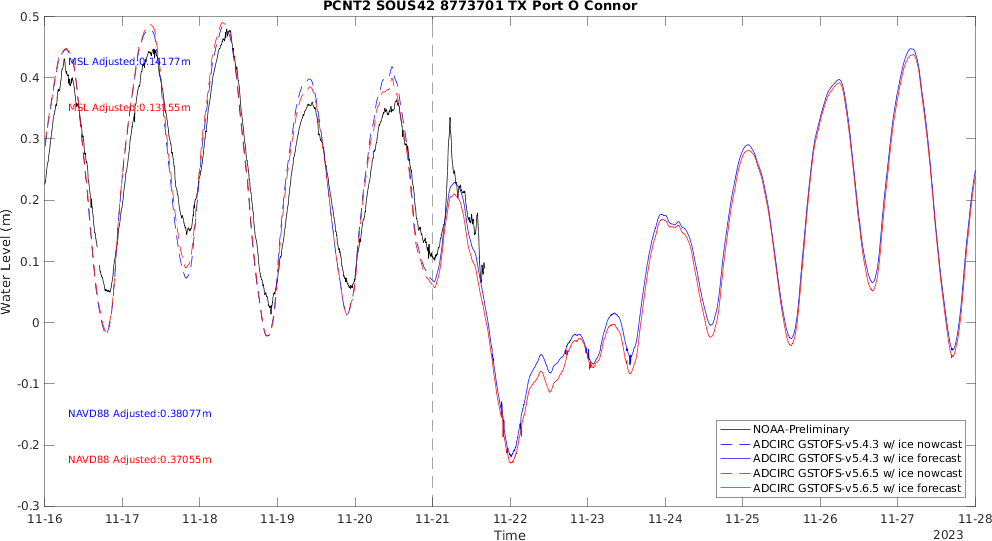 PCNT2 SOUS42 8773701 TX Port O Connor
0.5
0.4
0.3
0.2
0.1
0
-0.1
-0.2
-0.3
Water Level (m)
MSL Adjusted:0.14177m
MSL Adjusted:0.13155m
NAVD88 Adjusted:0.38077m
NAVD88 Adjusted:0.37055m
NOAA-Preliminary
ADCIRC GSTOFS-v5.4.3 w/ ice nowcast
ADCIRC GSTOFS-v5.4.3 w/ ice forecast
ADCIRC GSTOFS-v5.6.5 w/ ice nowcast
ADCIRC GSTOFS-v5.6.5 w/ ice forecast
11-16 11-17 11-18 11-19 11-20 11-21 11-22 11-23 11-24 11-25 11-26 11-27 11-28
Time
2023